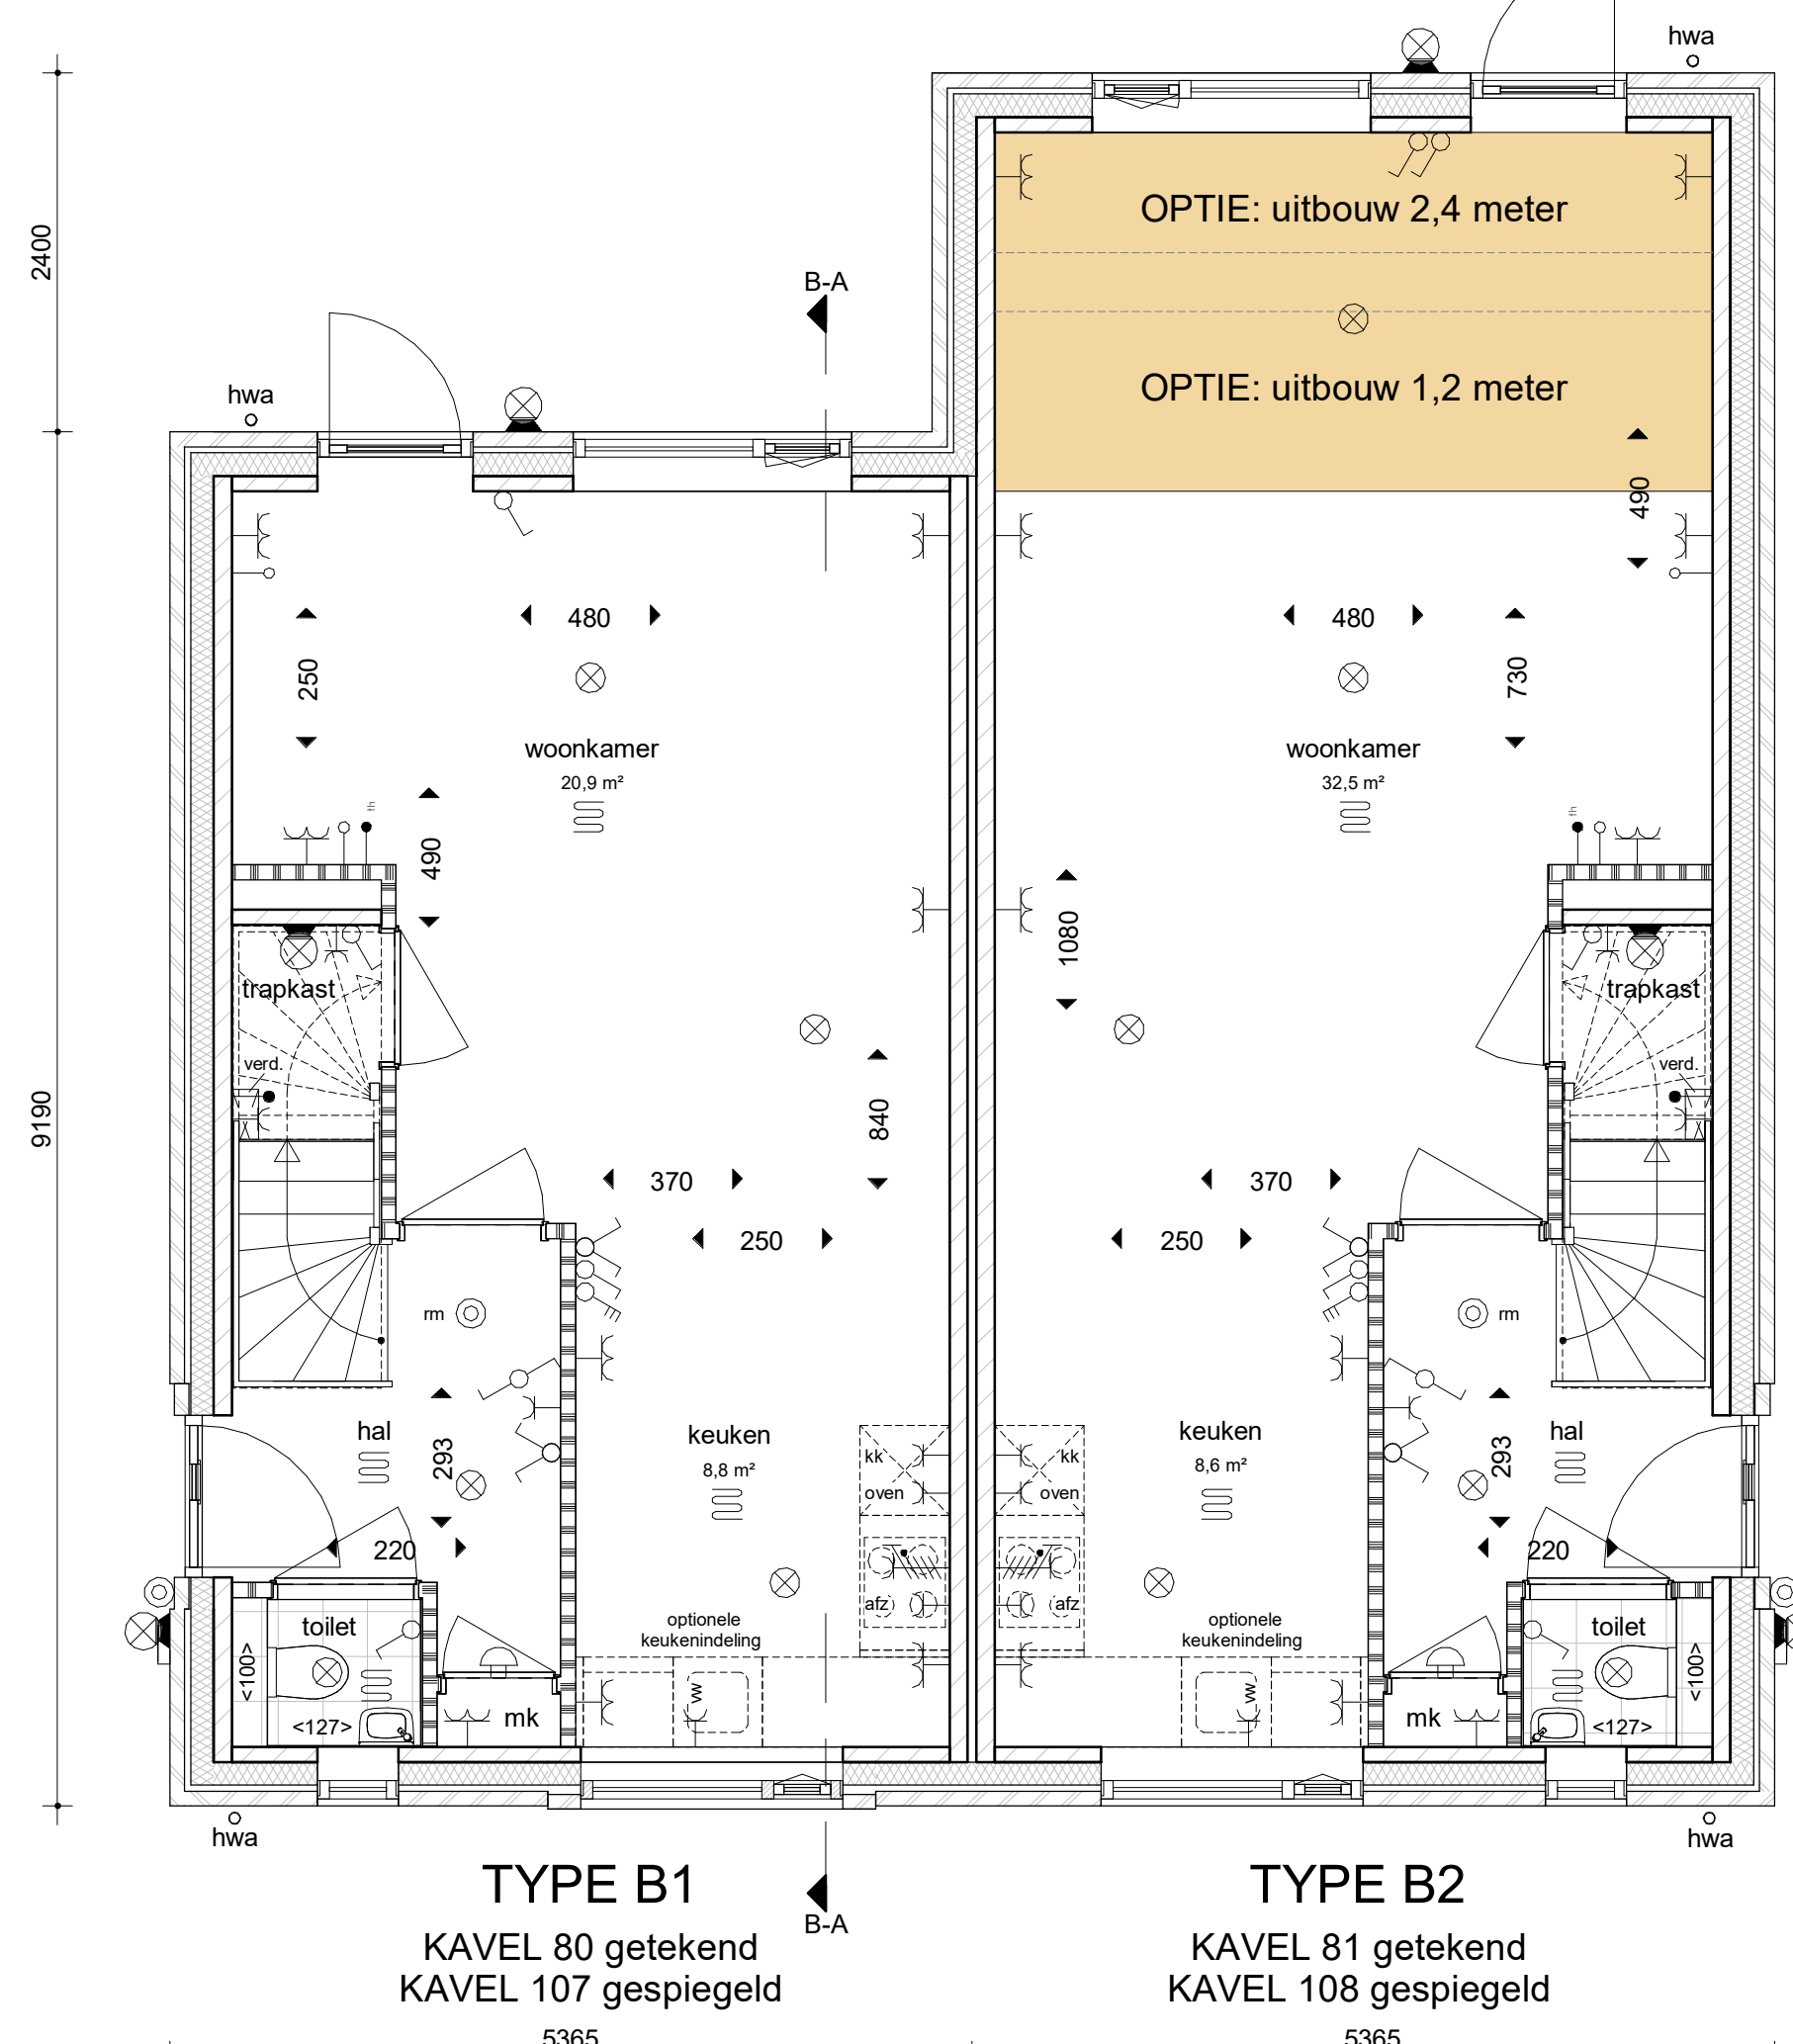 hwa
OPTIE: uitbouw 2,4 meter
2400
B-A
OPTIE: uitbouw 1,2 meter
hwa
490
480
480
250
730
woonkamer
20,9 m²
woonkamer
32,5 m²
th
th
490
1080
trapkast
trapkast
verd.
verd.
9190
840
370
370
250
250
rm
rm
hal
293
keuken
8,8 m²
kk
oven
kk
oven
keuken
8,6 m²
293
hal
220
220
afz
afz
toilet
<100>
<127>
mk
optionele
keukenindeling
vw
optionele
keukenindeling
vw
mk
toilet
<100>
<127>
hwa
hwa
TYPE B1
TYPE B2
B-A
KAVEL 80 getekend
KAVEL 107 gespiegeld
KAVEL 81 getekend
KAVEL 108 gespiegeld
5365
5365